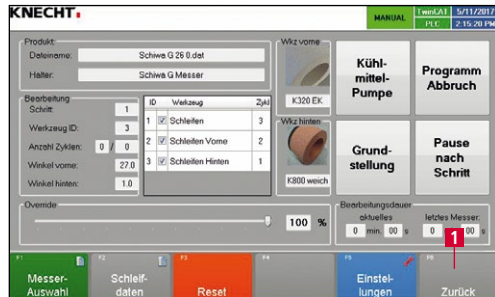 KNECHT.
MANUAL
TwinCAT
PLC
5/11/2017
2:15:20 PM
Produkt:
Dateiname: Schiwa G 26 0.dat
Halter: Schiwa G Messer
Wkz vorne
K320 EK
Wkz hinten
K800 weich
Bearbeitung
Schritt: 1
Werkzeug ID: 3
Anzahl Zyklen: 0 / 0
Winkel vorne: 27.0
Winkel hinten: 1.0
ID Werkzeug Zykl
1 Schleifen 3
2 Schleifen Vorne 2
3 Schleifen Hinten 1
Kühl-
mittel-
Pumpe
Programm
Abbruch
Grund-
stellung
Pause
nach
Schritt
Override
100 %
Bearbeitungsdauer
aktuelles letztes Messer:
0 min. 00 s 0 00 s
1
F1
Messer-
Auswahl
F2
Schleif-
daten
F3
Reset
F4
F5
Einstel-
lungen
Zurück